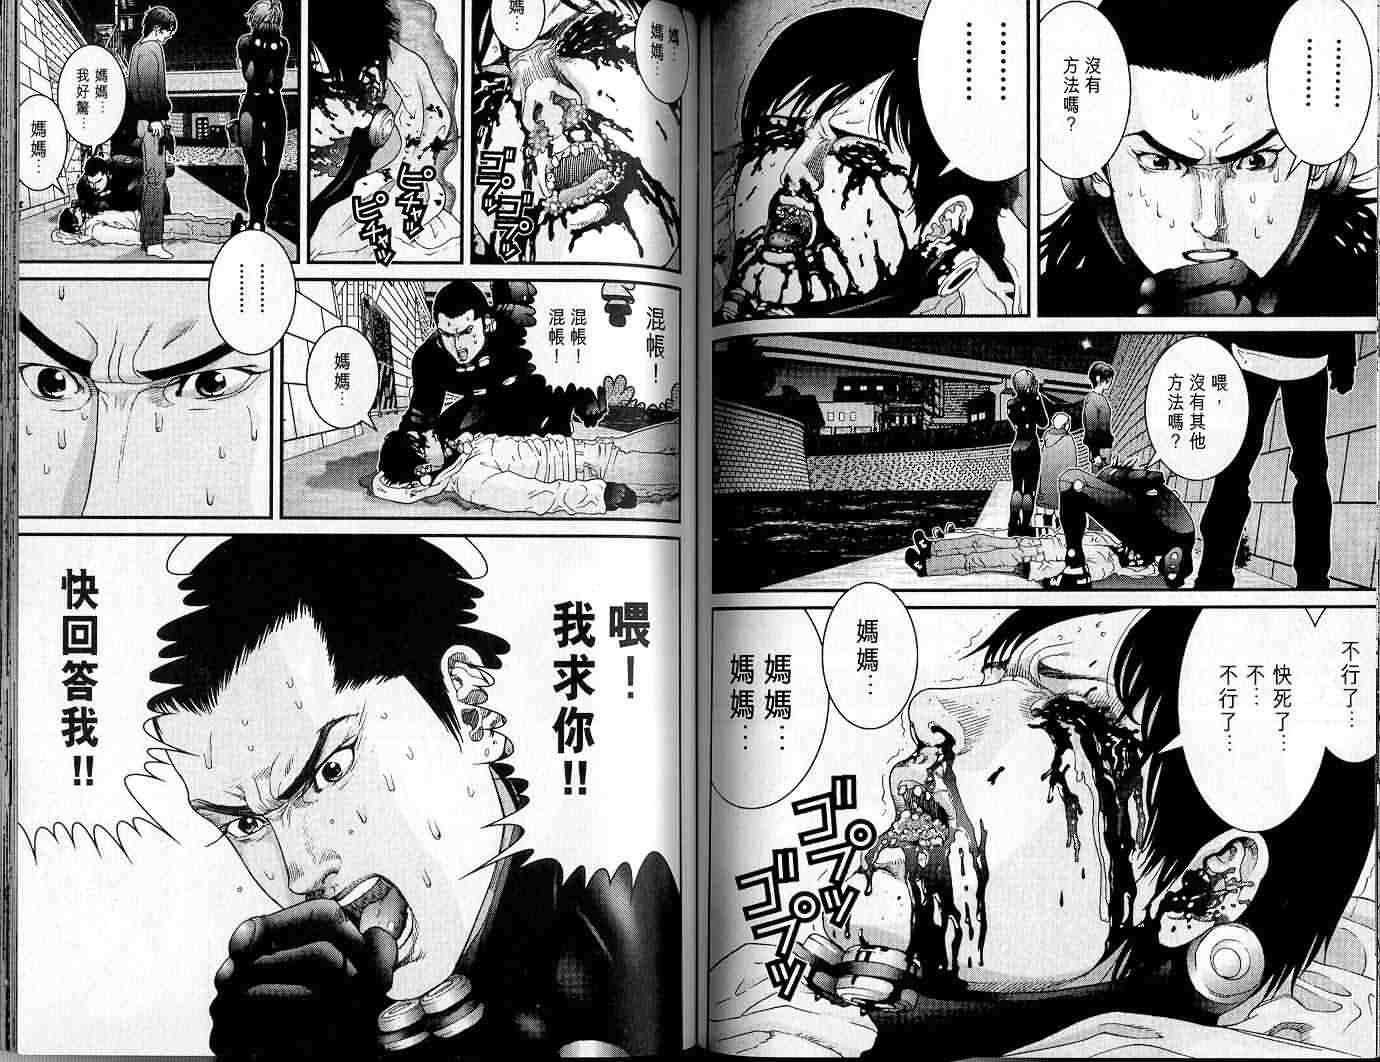 ⋯⋯⋯
⋯⋯⋯
沒有
方法嗎？
⋯⋯⋯
⋯⋯⋯
喂，
沒有其他
方法嗎？
不行了…
快死了…
不…
不行了…
媽媽…
媽媽…
媽媽…
ゴプッ
ゴプッ
媽…
媽媽…
媽…
ゴプッ
ゴプッ
ピチャ
ピチャ
媽媽…
我好驚…
媽媽…
混帳！
混帳！
混帳！
媽媽…
⋯⋯⋯
⋯⋯⋯
喂！
我求你!!
快回答我!!